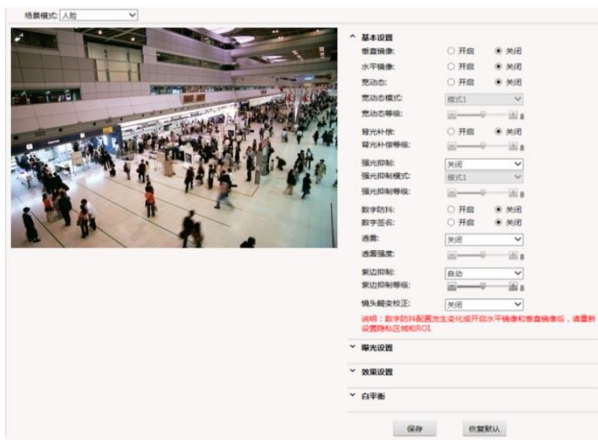 场景模式: 人脸
基本设置
垂直镜像: 开启 关闭
水平镜像: 开启 关闭
宽动态: 开启 关闭
宽动态模式: 模式1
宽动态等级: 8
背光补偿: 开启 关闭
背光补偿等级: 8
强光抑制: 关闭
强光抑制模式: 模式1
强光抑制等级: 8
数字防抖: 开启 关闭
数字签名: 开启 关闭
透雾: 关闭
透雾强度: 8
紫边抑制: 自动
紫边抑制等级: 8
镜头畸变校正: 关闭
说明：数字防抖配置发生变化或开启水平镜像和垂直镜像后，请重新
设置隐私区域和ROI.
曝光设置
效果设置
白平衡
保存 恢复默认